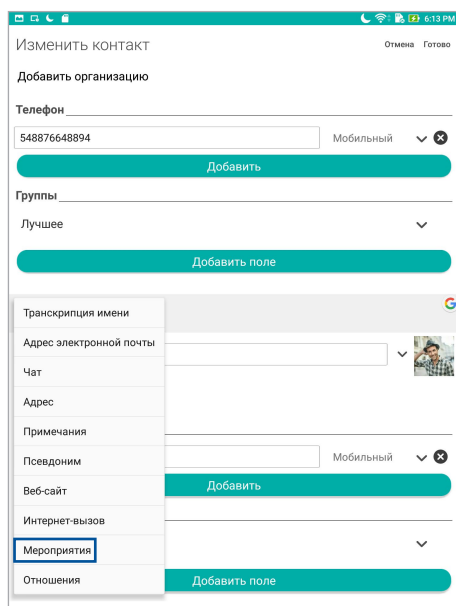 6:13 PM
Изменить контакт
Отмена Готово
Добавить организацию
Телефон
548876648894 Мобильный
Добавить
Группы
Лучшее
Добавить поле
Транскрипция имени
Адрес электронной почты
Чат
Адрес
Примечания
Псевдоним
Мобильный
Веб-сайт
Добавить
Интернет-вызов
Мероприятия
Отношения
Добавить поле